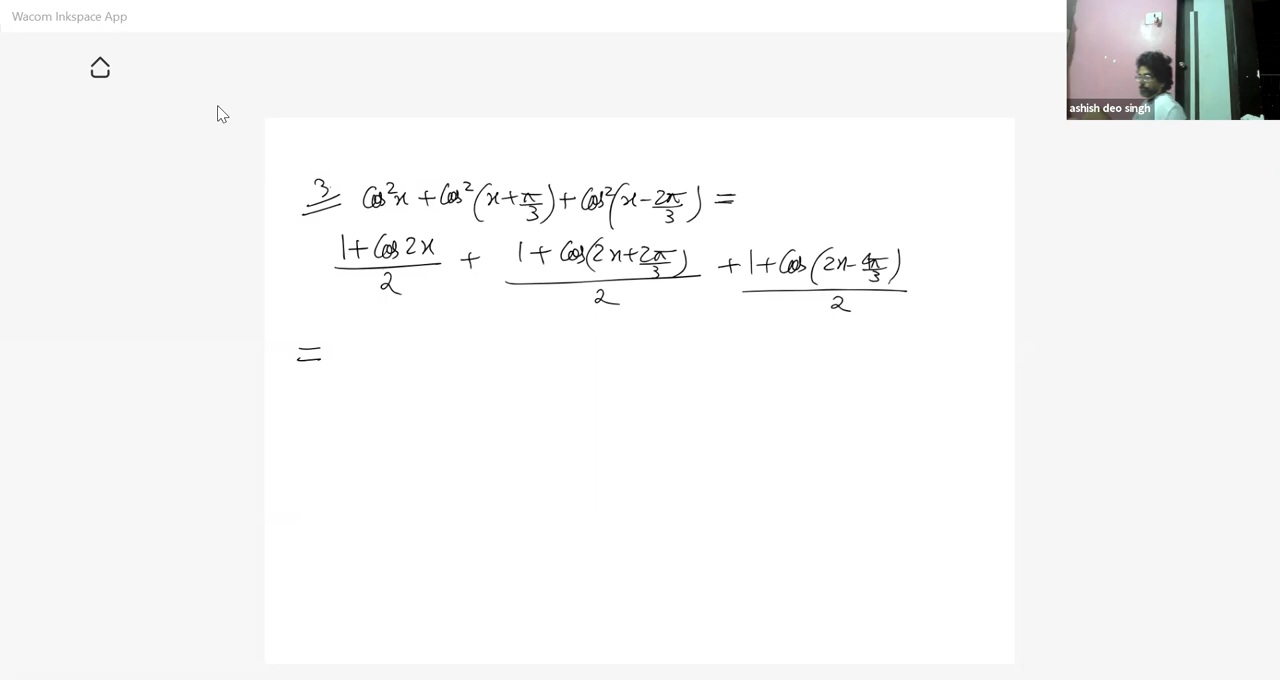 Wacom Inkspace App
ashish deo singh
3. Cos²x + Cos²(x + π/3) + Cos²(x - 2π/3) =
1 + Cos 2x/2 + 1 + Cos(2x + 2π/3)/2 + 1 + Cos(2x - 4π/3)/2
=